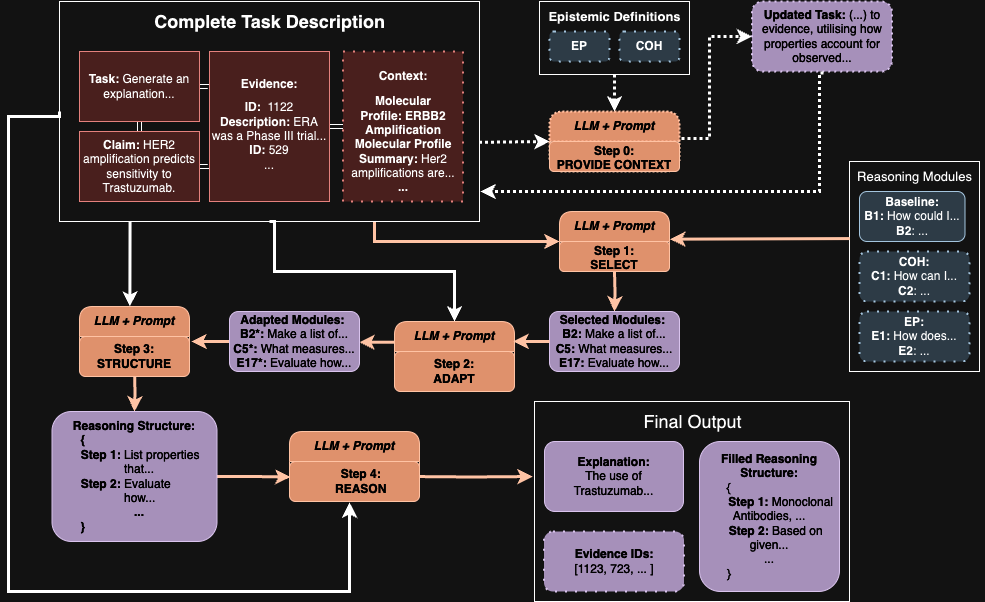 Complete Task Description
Task: Generate an
explanation...
Claim: HER2
amplification predicts
sensitivity to
Trastuzumab.
Evidence:
ID: 1122
Description: ERA
was a Phase III trial...
ID: 529
...
Context:
Molecular
Profile: ERBB2
Amplification
Molecular Profile
Summary: Her2
amplifications are...
...
Epistemic Definitions
EP
COH
Updated Task: (...) to
evidence, utilising how
properties account for
observed...
LLM + Prompt
Step 0:
PROVIDE CONTEXT
Reasoning Modules
Baseline:
B1: How could I...
B2: ...
COH:
C1: How can I...
C2: ...
EP:
E1: How does...
E2: ...
LLM + Prompt
Step 1:
SELECT
Selected Modules:
B2: Make a list of...
C5: What measures...
E17: Evaluate how...
LLM + Prompt
Step 2:
ADAPT
Adapted Modules:
B2*: Make a list of...
C5*: What measures...
E17*: Evaluate how...
LLM + Prompt
Step 3:
STRUCTURE
Reasoning Structure:
{
Step 1: List properties
that...
Step 2: Evaluate
how...
...
}
LLM + Prompt
Step 4:
REASON
Final Output
Explanation:
The use of
Trastuzumab...
Evidence IDs:
[1123, 723, ... ]
Filled Reasoning
Structure:
{
Step 1: Monoclonal
Antibodies, ...
Step 2: Based on
given...
...
}